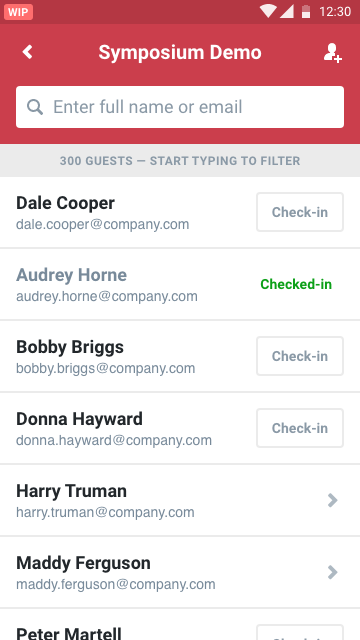 WIP
12:30
Symposium Demo
Enter full name or email
300 GUESTS — START TYPING TO FILTER
Dale Cooper
dale.cooper@company.com
Check-in
Audrey Horne
audrey.horne@company.com
Checked-in
Bobby Briggs
bobby.briggs@company.com
Check-in
Donna Hayward
donna.hayward@company.com
Check-in
Harry Truman
harry.truman@company.com
Maddy Ferguson
maddy.ferguson@company.com
Peter Martell